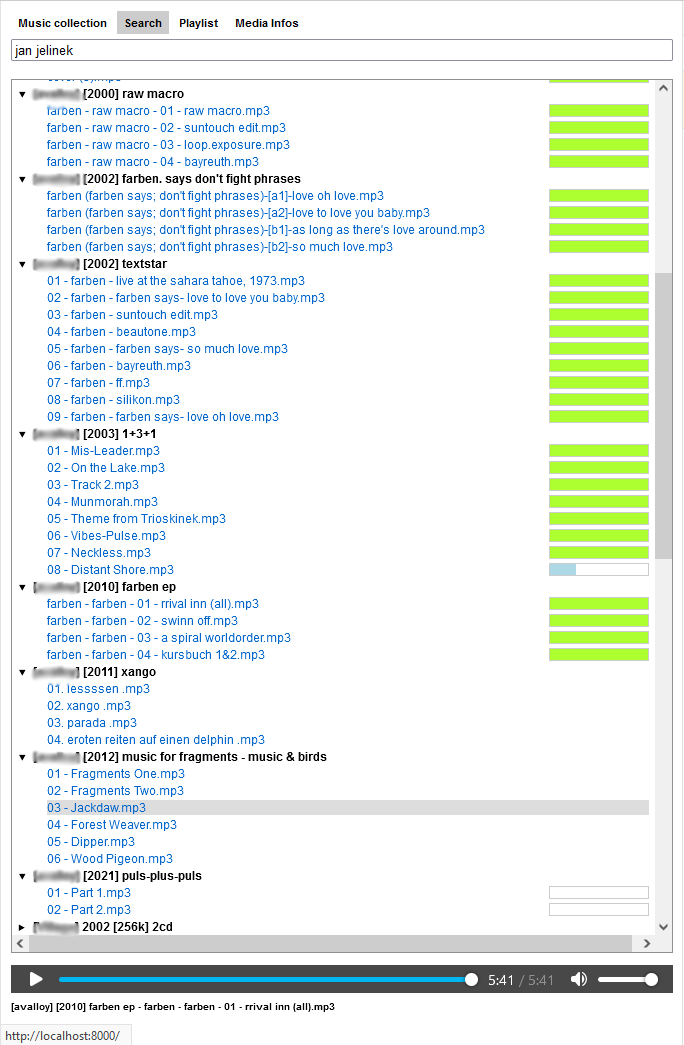 Music collection Search Playlist Media Infos
jan jelinek
[2000] raw macro
farben - raw macro - 01 - raw macro.mp3
farben - raw macro - 02 - suntouch edit.mp3
farben - raw macro - 03 - loop.exposure.mp3
farben - raw macro - 04 - bayreuth.mp3
[2002] farben. says don't fight phrases
farben (farben says; don't fight phrases)-[a1]-love oh love.mp3
farben (farben says; don't fight phrases)-[a2]-love to love you baby.mp3
farben (farben says; don't fight phrases)-[b1]-as long as there's love around.mp3
farben (farben says; don't fight phrases)-[b2]-so much love.mp3
[2002] textstar
01 - farben - live at the sahara tahoe, 1973.mp3
02 - farben - farben says- love to love you baby.mp3
03 - farben - suntouch edit.mp3
04 - farben - beautone.mp3
05 - farben - farben says- so much love.mp3
06 - farben - bayreuth.mp3
07 - farben - ff.mp3
08 - farben - silikon.mp3
09 - farben - farben says- love oh love.mp3
[2003] 1+3+1
01 - Mis-Leader.mp3
02 - On the Lake.mp3
03 - Track 2.mp3
04 - Munmorah.mp3
05 - Theme from Trioskinek.mp3
06 - Vibes-Pulse.mp3
07 - Neckless.mp3
08 - Distant Shore.mp3
[2010] farben ep
farben - farben - 01 - rrival inn (all).mp3
farben - farben - 02 - swinn off.mp3
farben - farben - 03 - a spiral worldorder.mp3
farben - farben - 04 - kursbuch 1&2.mp3
[2011] xango
01. lessssen .mp3
02. xango .mp3
03. parada .mp3
04. eroten reiten auf einen delphin .mp3
[2012] music for fragments - music & birds
01 - Fragments One.mp3
02 - Fragments Two.mp3
03 - Jackdaw.mp3
04 - Forest Weaver.mp3
05 - Dipper.mp3
06 - Wood Pigeon.mp3
[2021] puls-plus-puls
01 - Part 1.mp3
02 - Part 2.mp3
2002 [256k] 2cd
5:41 / 5:41
[avalloy] [2010] farben ep - farben - farben - 01 - rrival inn (all).mp3
http://localhost:8000/